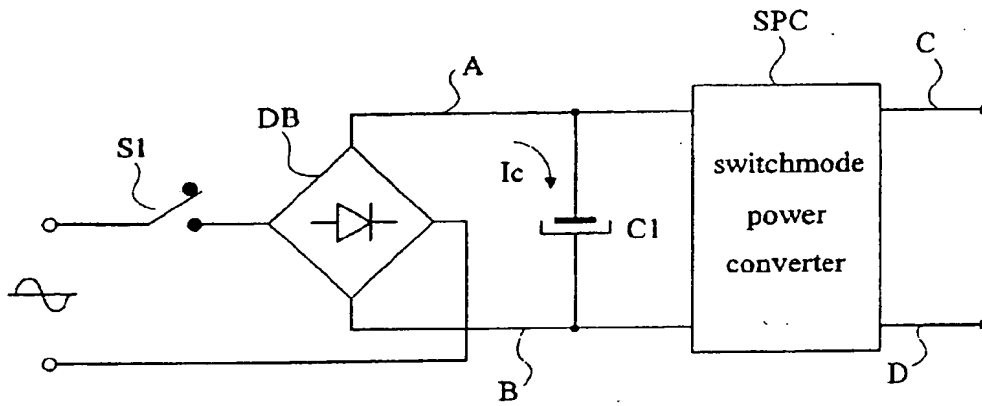 SPC
C
A
DB
S1
Ic
C1
switchmode
power
converter
B
D